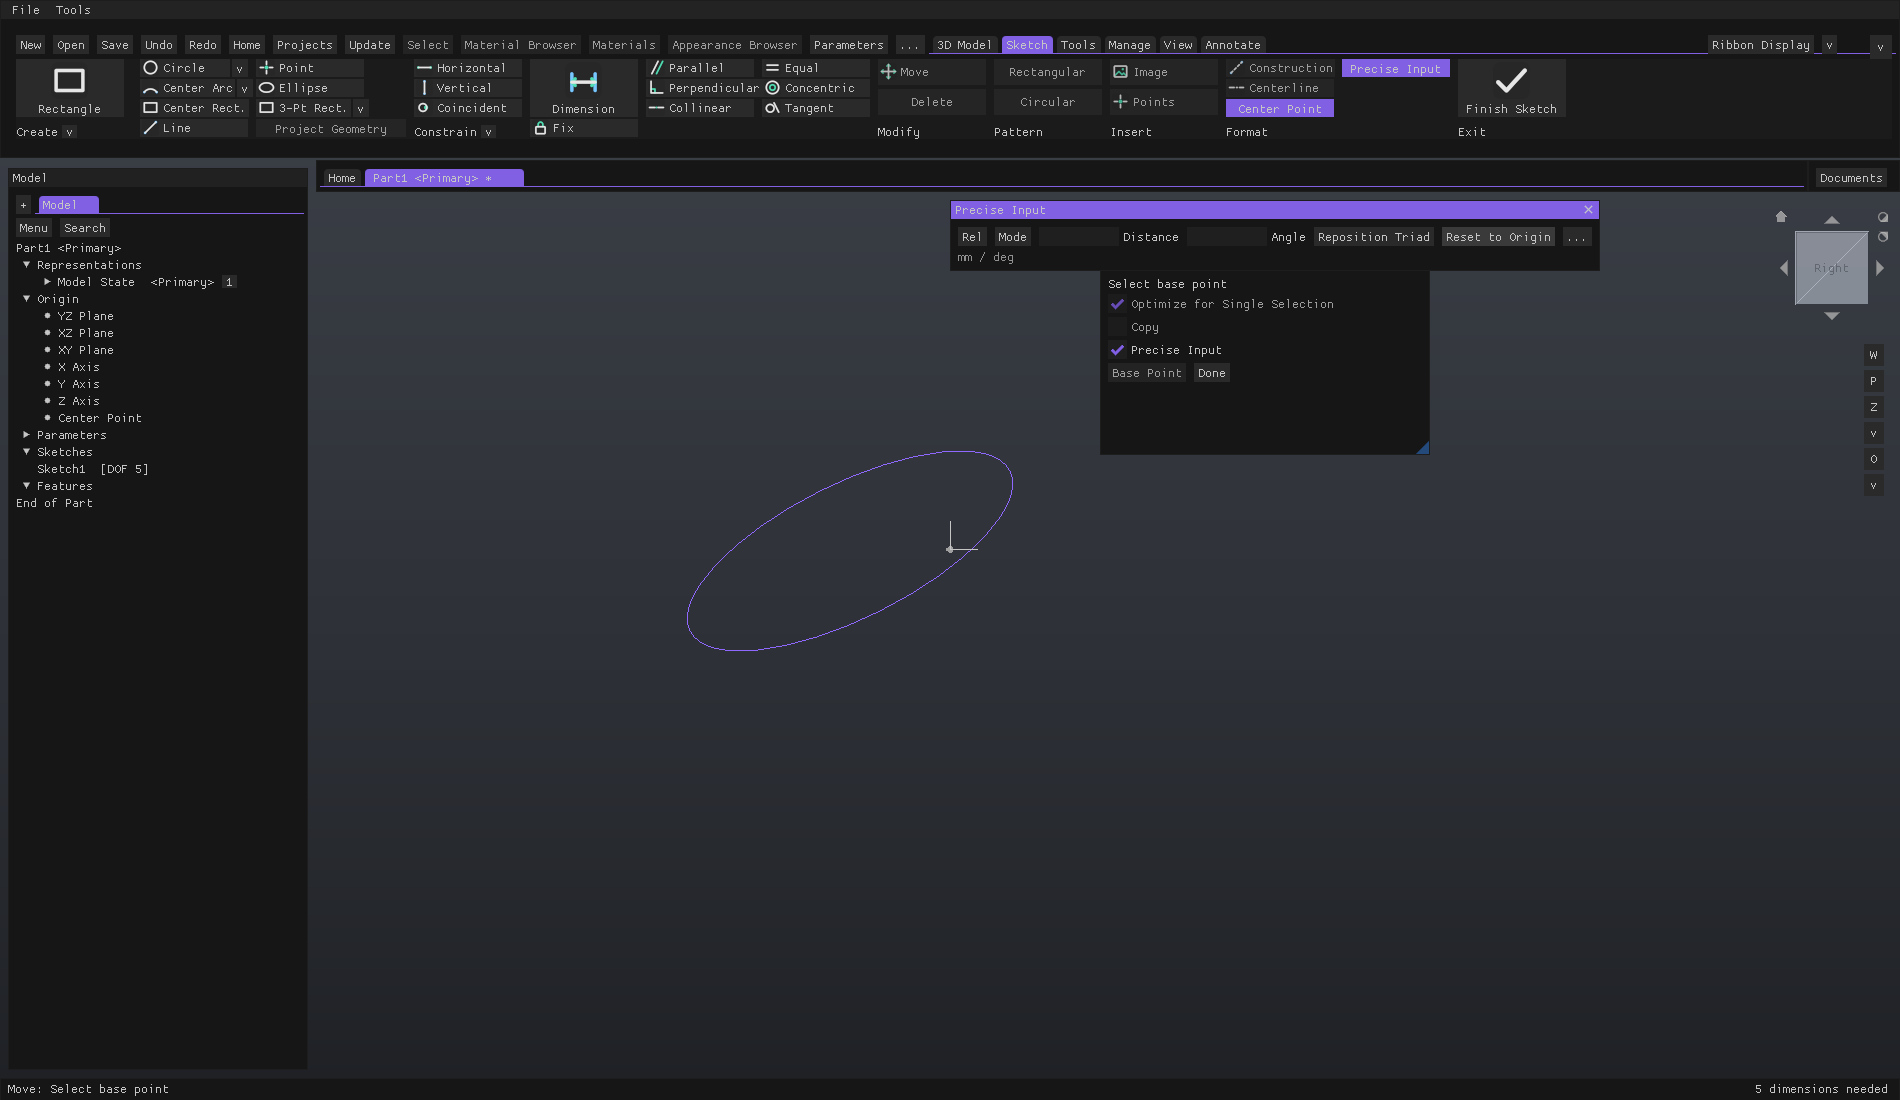 File Tools
New Open Save Undo Redo Home Projects Update Select Material Browser Materials Appearance Browser Parameters ... 3D Model Sketch Tools Manage View Annotate Ribbon Display v v
Rectangle
Create v
Circle v
Center Arc v
Center Rect.
Line
Point
Ellipse
3-Pt Rect. v
Project Geometry
Horizontal
Vertical
Coincident
Constrain v
Dimension
Fix
Parallel
Perpendicular
Collinear
Equal
Concentric
Tangent
Move
Delete
Modify
Rectangular
Circular
Pattern
Image
Points
Insert
Construction
Centerline
Center Point
Format
Precise Input
Finish Sketch
Exit
Model
+ Model
Menu Search
Part1 <Primary>
Representations
Model State <Primary> 1
Origin
YZ Plane
XZ Plane
XY Plane
X Axis
Y Axis
Z Axis
Center Point
Parameters
Sketches
Sketch1 [DOF 5]
Features
End of Part
Home Part1 <Primary> * Documents
Precise Input
Rel Mode Distance Angle Reposition Triad Reset to Origin ...
mm / deg
Select base point
Optimize for Single Selection
Copy
Precise Input
Base Point Done
Right
W
P
Z
v
O
v
Move: Select base point
5 dimensions needed